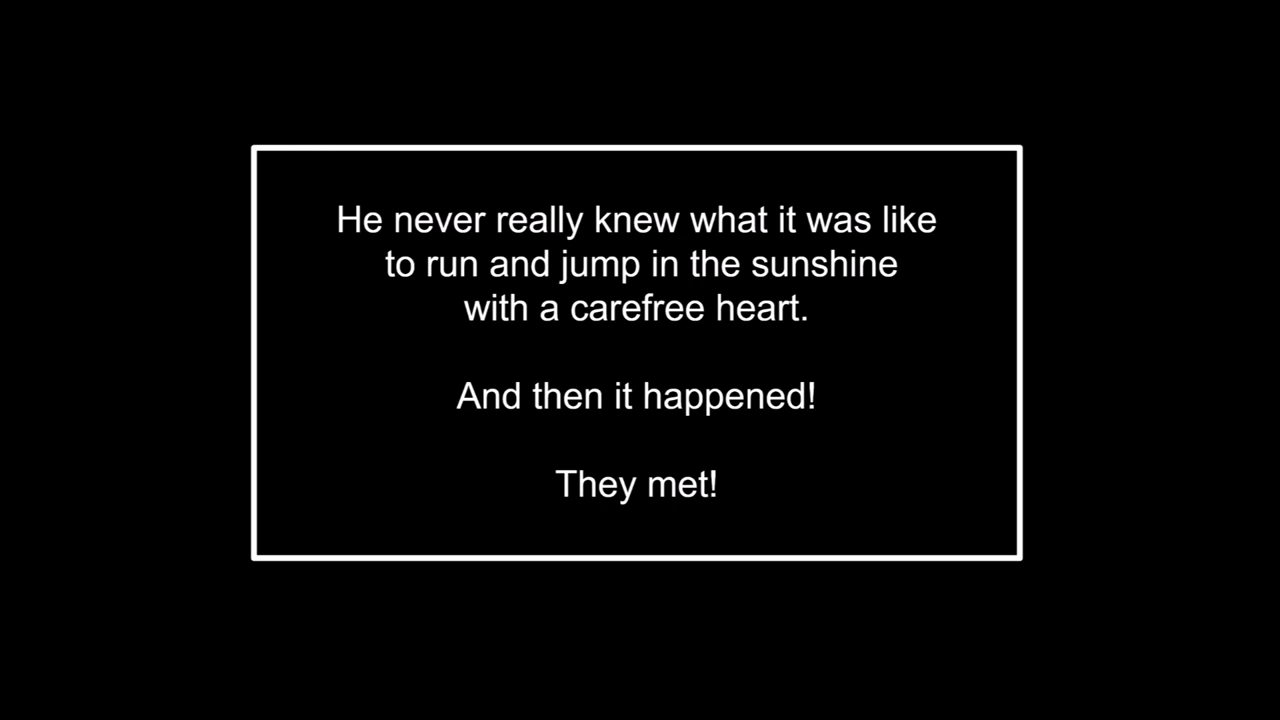 He never really knew what it was like
to run and jump in the sunshine
with a carefree heart.
And then it happened!
They met!